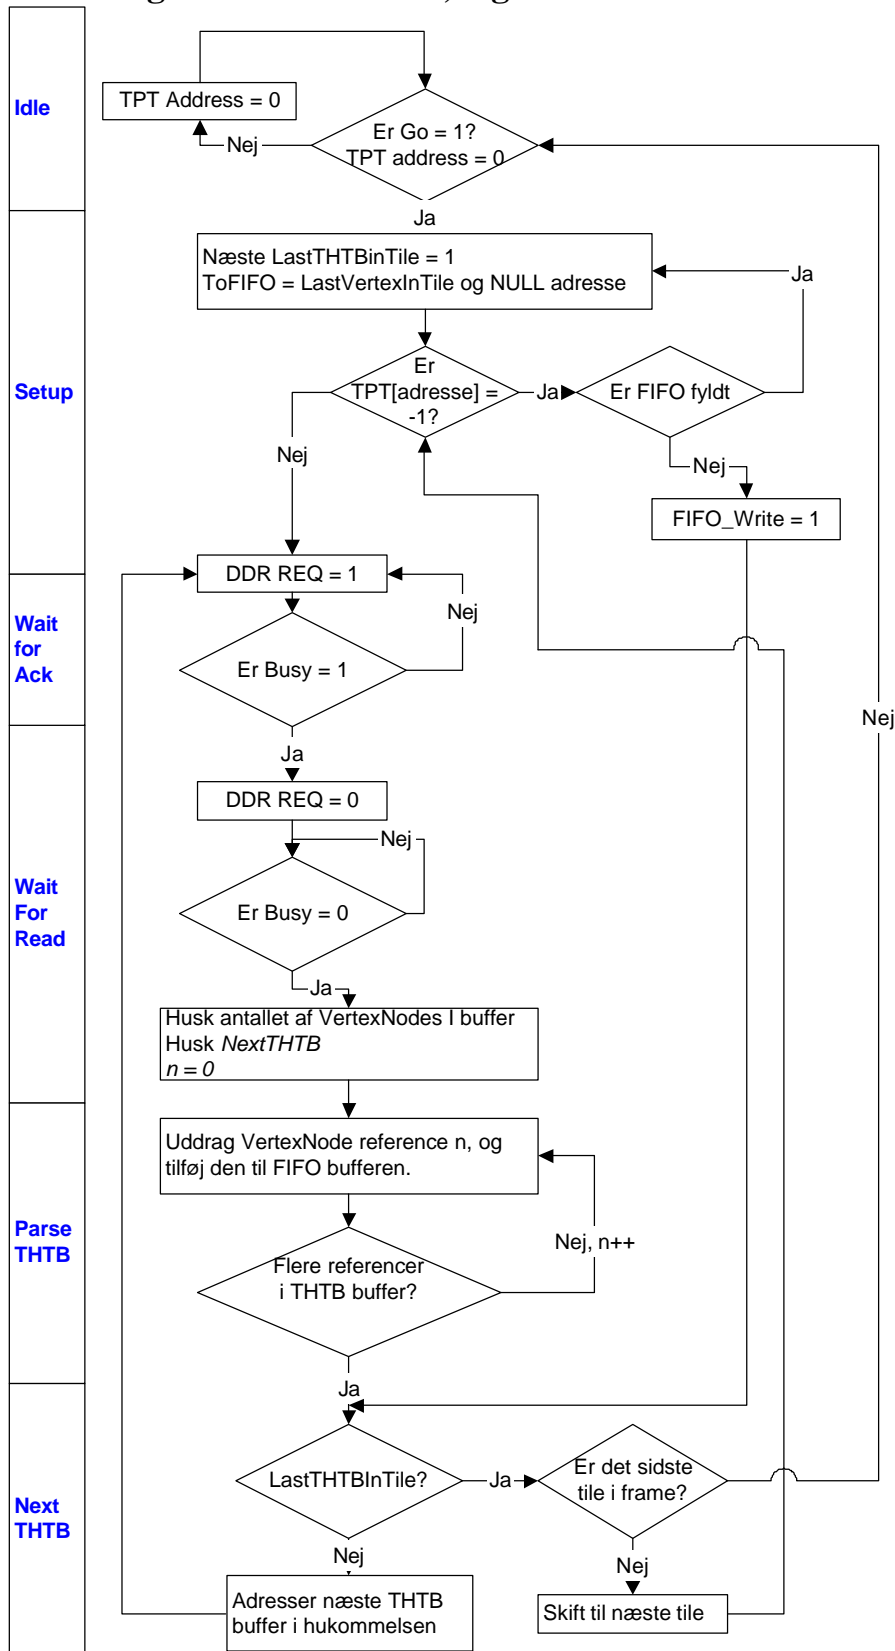 Idle
TPT Address = 0
Er Go = 1?
TPT address = 0
Nej
Ja
Setup
Næste LastTHTBinTile = 1
ToFIFO = LastVertexInTile og NULL adresse
Ja
Er
TPT[adresse] =
-1?
Ja
Er FIFO fyldt
Nej
Nej
FIFO_Write = 1
DDR REQ = 1
Wait
for
Ack
Nej
Er Busy = 1
Nej
Ja
Wait
For
Read
DDR REQ = 0
Nej
Er Busy = 0
Ja
Husk antallet af VertexNodes I buffer
Husk NextTHTB
n = 0
Parse
THTB
Uddrag VertexNode reference n, og
tilføj den til FIFO bufferen.
Nej, n++
Flere referencer
i THTB buffer?
Ja
Next
THTB
LastTHTBInTile?
Ja
Er det sidste
tile i frame?
Nej
Nej
Adresser næste THTB
buffer i hukommelsen
Skift til næste tile